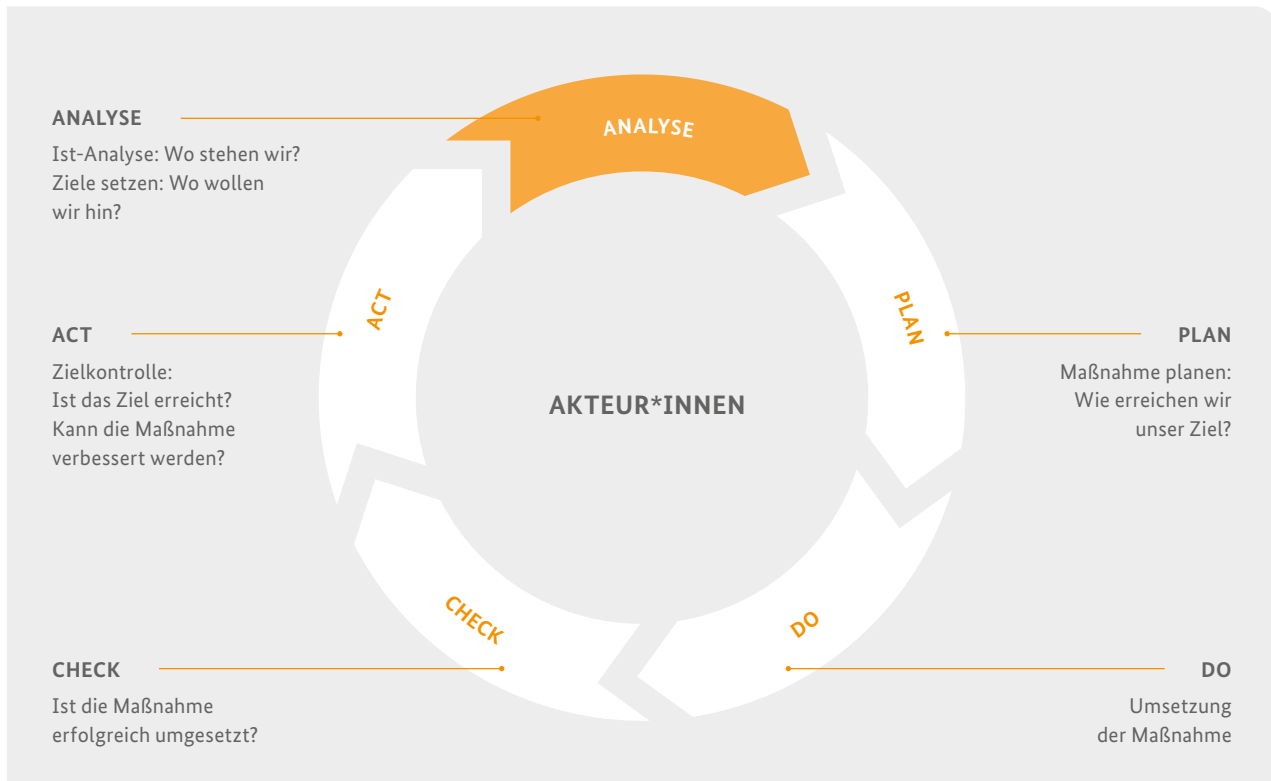 ANALYSE
Ist-Analyse: Wo stehen wir?
Ziele setzen: Wo wollen
wir hin?
ANALYSE
ACT
PLAN
ACT
Zielkontrolle:
Ist das Ziel erreicht?
Kann die Maßnahme
verbessert werden?
AKTEUR*INNEN
PLAN
Maßnahme planen:
Wie erreichen wir
unser Ziel?
CHECK
DO
CHECK
Ist die Maßnahme
erfolgreich umgesetzt?
DO
Umsetzung
der Maßnahme